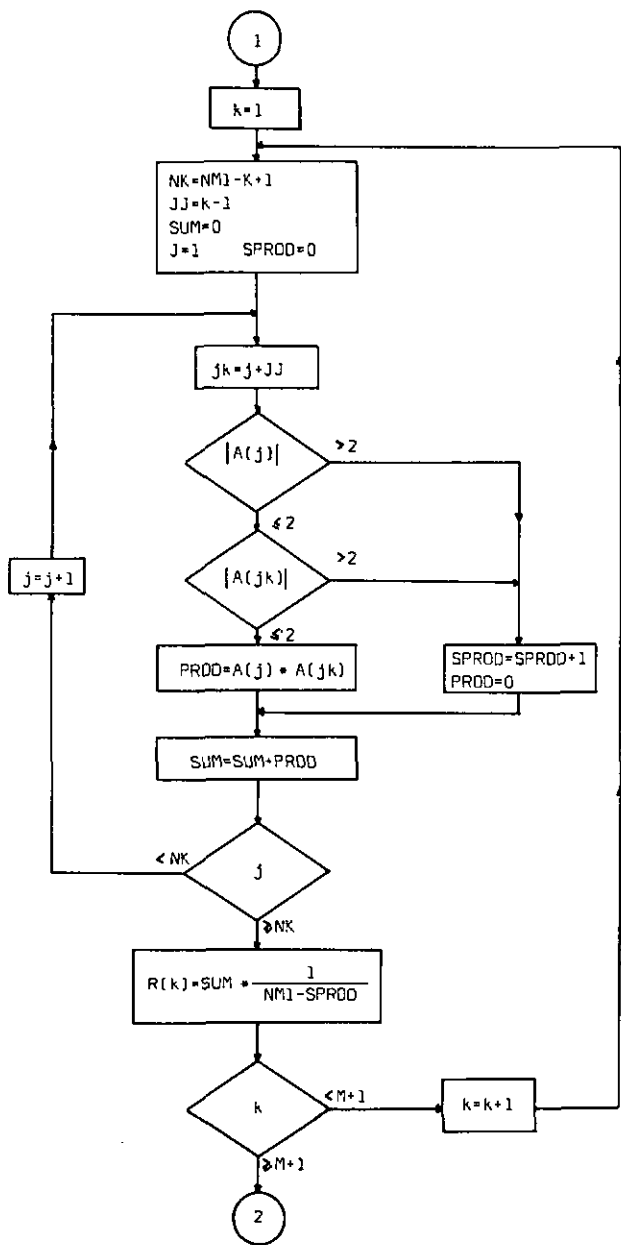 1
k=1
NK=NM1-K+1
JJ=k-1
SUM=0
J=1 SPROD=0
jk=j+JJ
|A(j)|
>2
≤2
|A(jk)|
>2
≤2
j=j+1
PROD=A(j) * A(jk)
SPROD=SPROD+1
PROD=0
SUM=SUM+PROD
<NK
j
≥NK
R(k)=SUM * 1
NM1-SPROD
k
<M+1
k=k+1
≥M+1
2